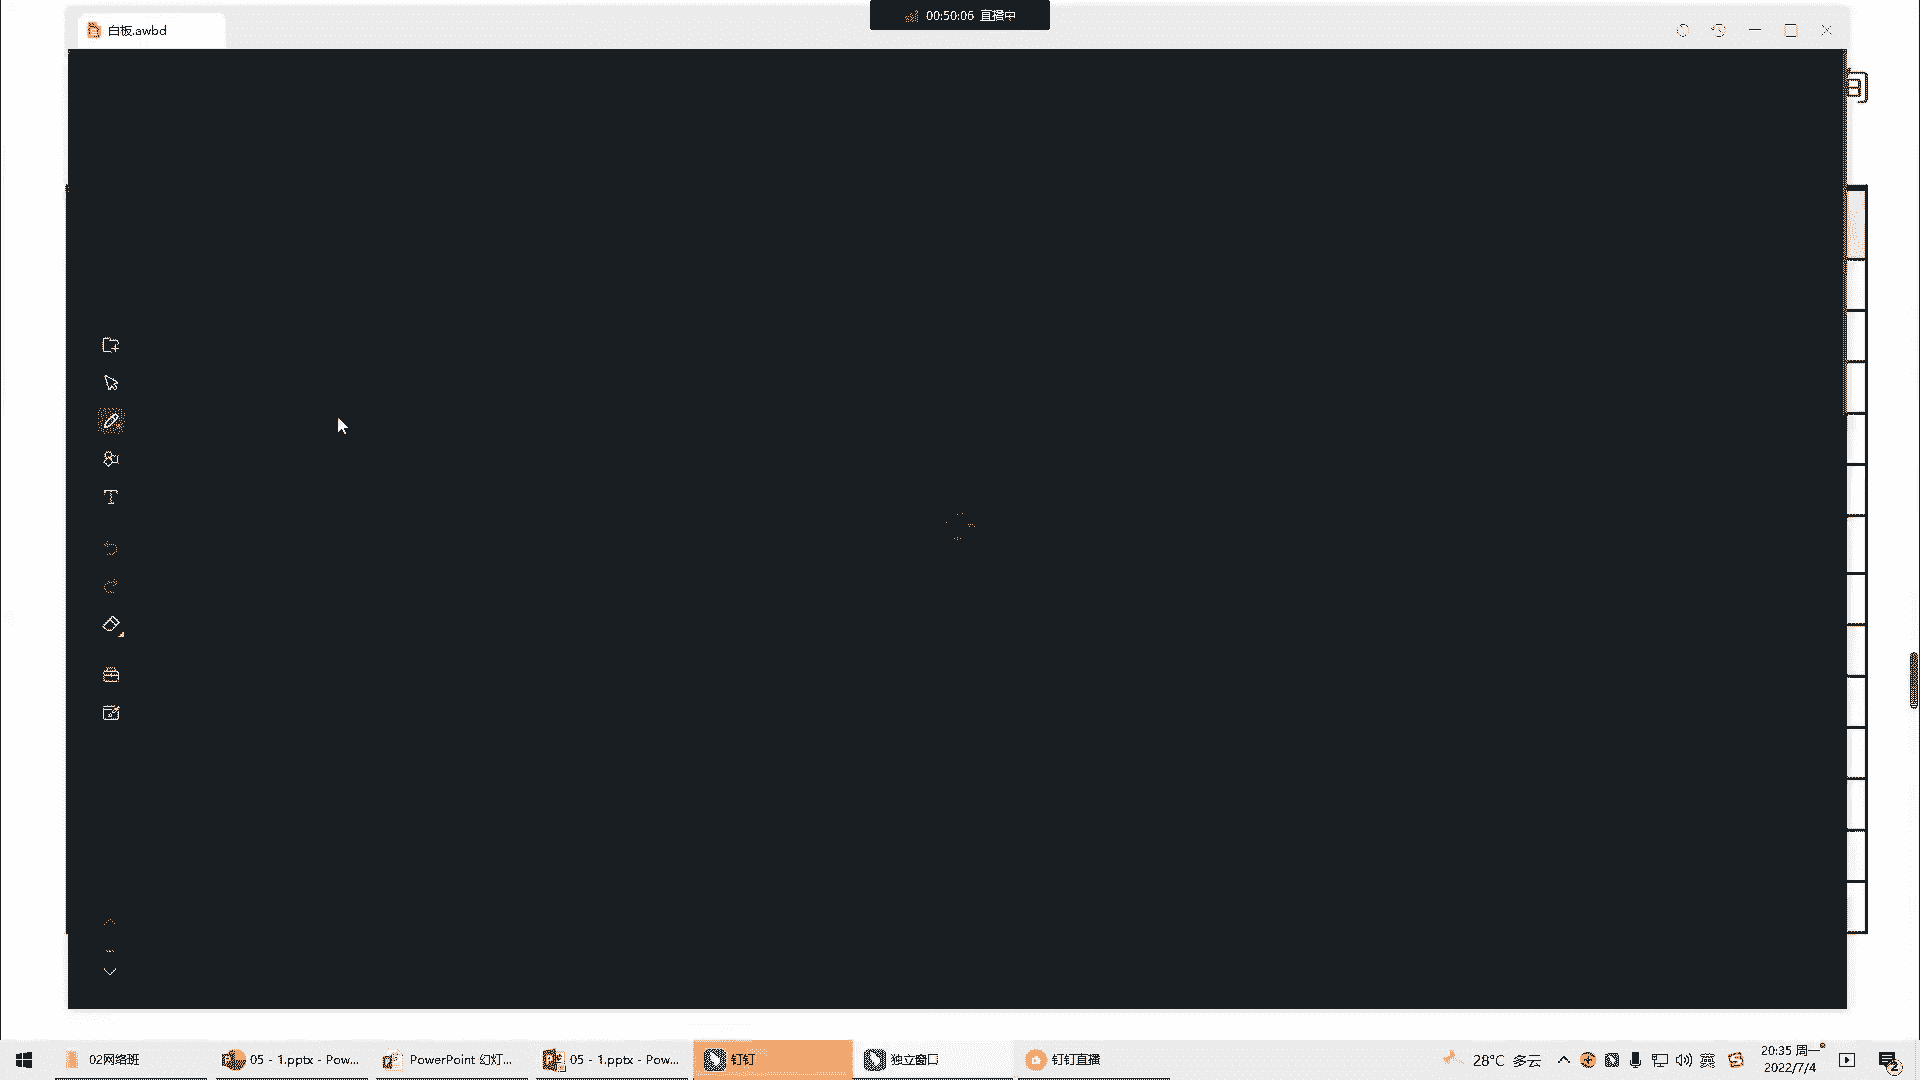 00:50:06 直播中
白板.awbd
02网络班
05 - 1.pptx - Pow...
PowerPoint 幻灯...
05 - 1.pptx - Pow...
钉钉
独立窗口
钉钉直播
28°C 多云
英
20:35 周一
2022/7/4
2